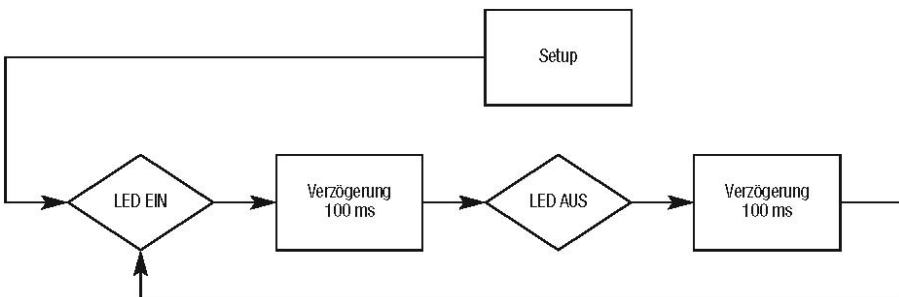 Setup
LED EIN
Verzögerung
100 ms
LED AUS
Verzögerung
100 ms